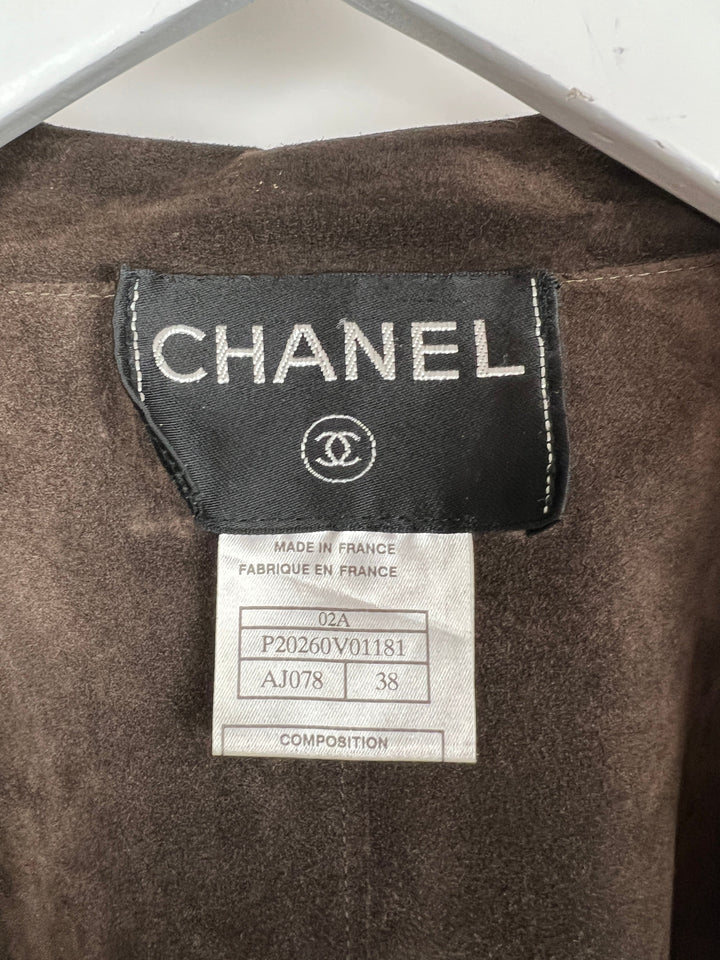 CHANEL
MADE IN FRANCE
FABRIQUE EN FRANCE
02A
P20260V01181
AJ078 38
COMPOSITION